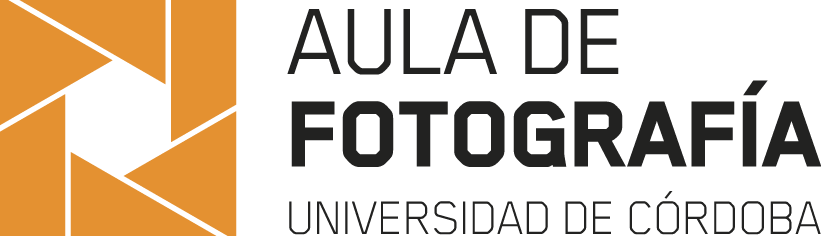 AULA DE
FOTOGRAFÍA
UNIVERSIDAD DE CÓRDOBA